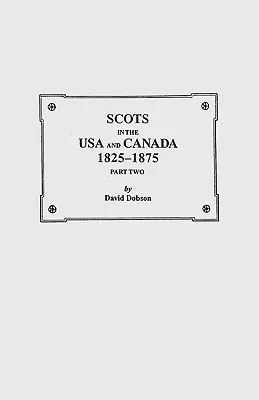 SCOTS
IN THE
USA AND CANADA
1825–1875
PART TWO
by
David Dobson